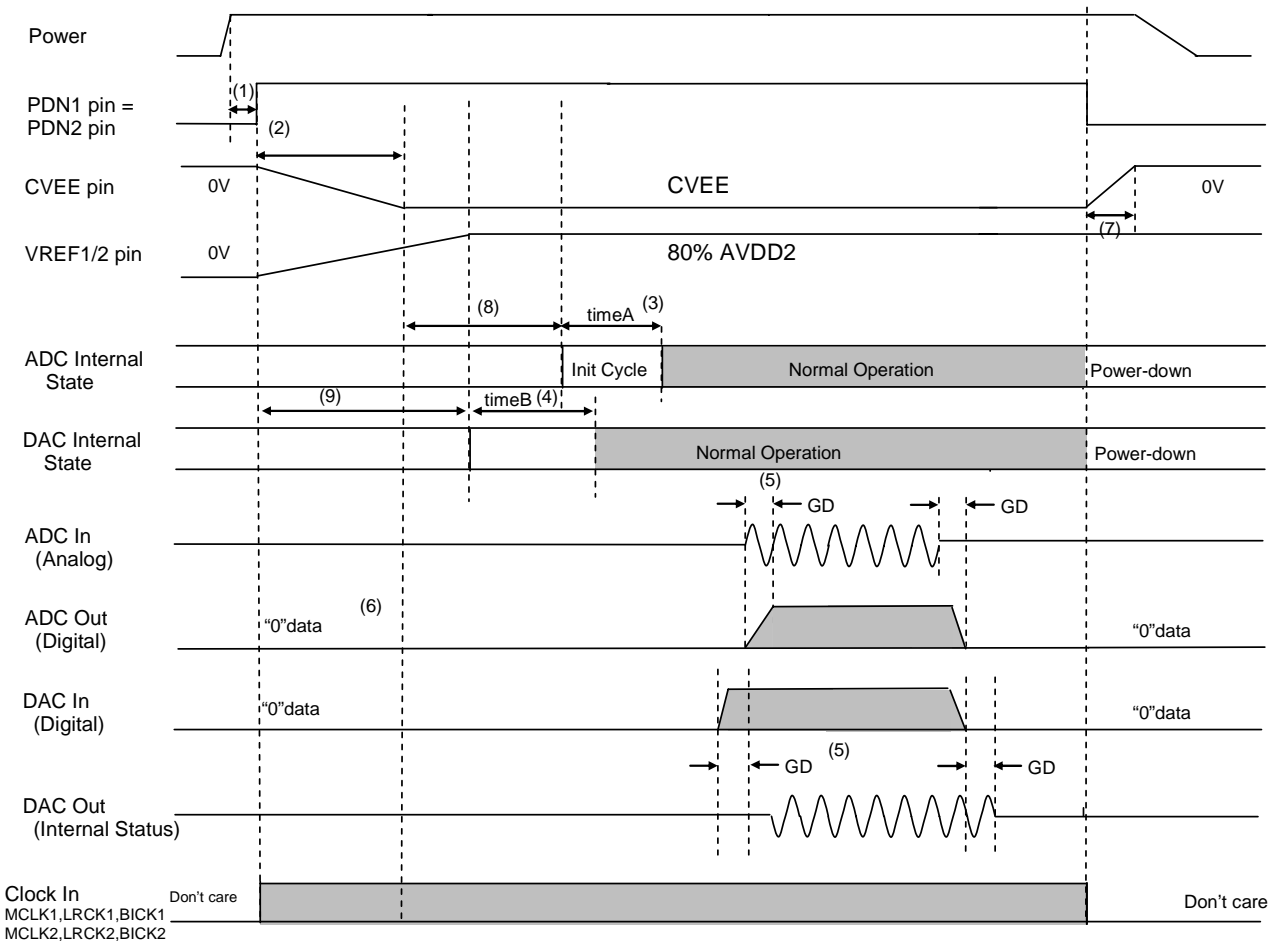 Power
(1)
PDN1 pin =
PDN2 pin
(2)
CVEE pin
0V
CVEE
0V
(7)
VREF1/2 pin
0V
80% AVDD2
(8)
timeA
(3)
ADC Internal
State
Init Cycle
Normal Operation
Power-down
(9)
timeB
(4)
DAC Internal
State
Normal Operation
Power-down
(5)
GD
GD
ADC In
(Analog)
(6)
ADC Out
(Digital)
“0”data
“0”data
DAC In
(Digital)
“0”data
“0”data
(5)
GD
GD
DAC Out
(Internal Status)
Clock In
Don't care
Don't care
MCLK1,LRCK1,BICK1
MCLK2,LRCK2,BICK2